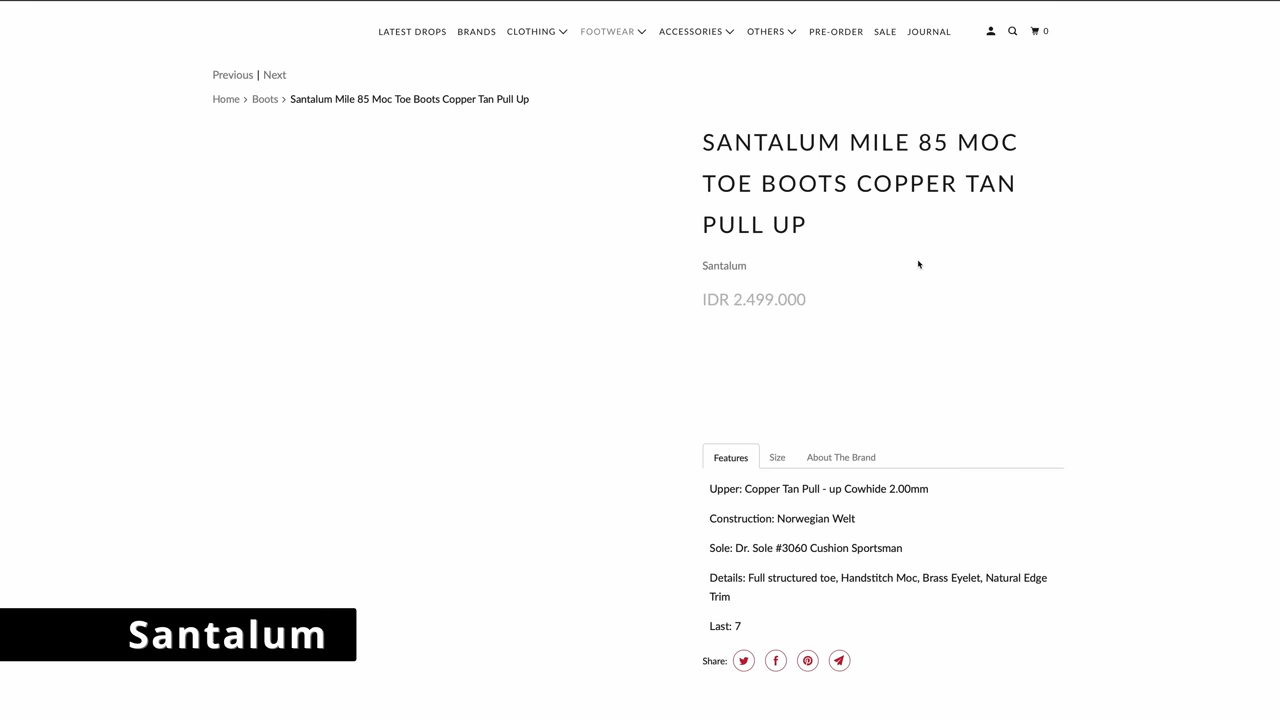 LATEST DROPS BRANDS CLOTHING FOOTWEAR ACCESSORIES OTHERS PRE-ORDER SALE JOURNAL 0
Previous | Next
Home > Boots > Santalum Mile 85 Moc Toe Boots Copper Tan Pull Up
SANTALUM MILE 85 MOC
TOE BOOTS COPPER TAN
PULL UP
Santalum
IDR 2.499.000
Features Size About The Brand
Upper: Copper Tan Pull - up Cowhide 2.00mm
Construction: Norwegian Welt
Sole: Dr. Sole #3060 Cushion Sportsman
Details: Full structured toe, Handstitch Moc, Brass Eyelet, Natural Edge
Trim
Last: 7
Share:
Santalum